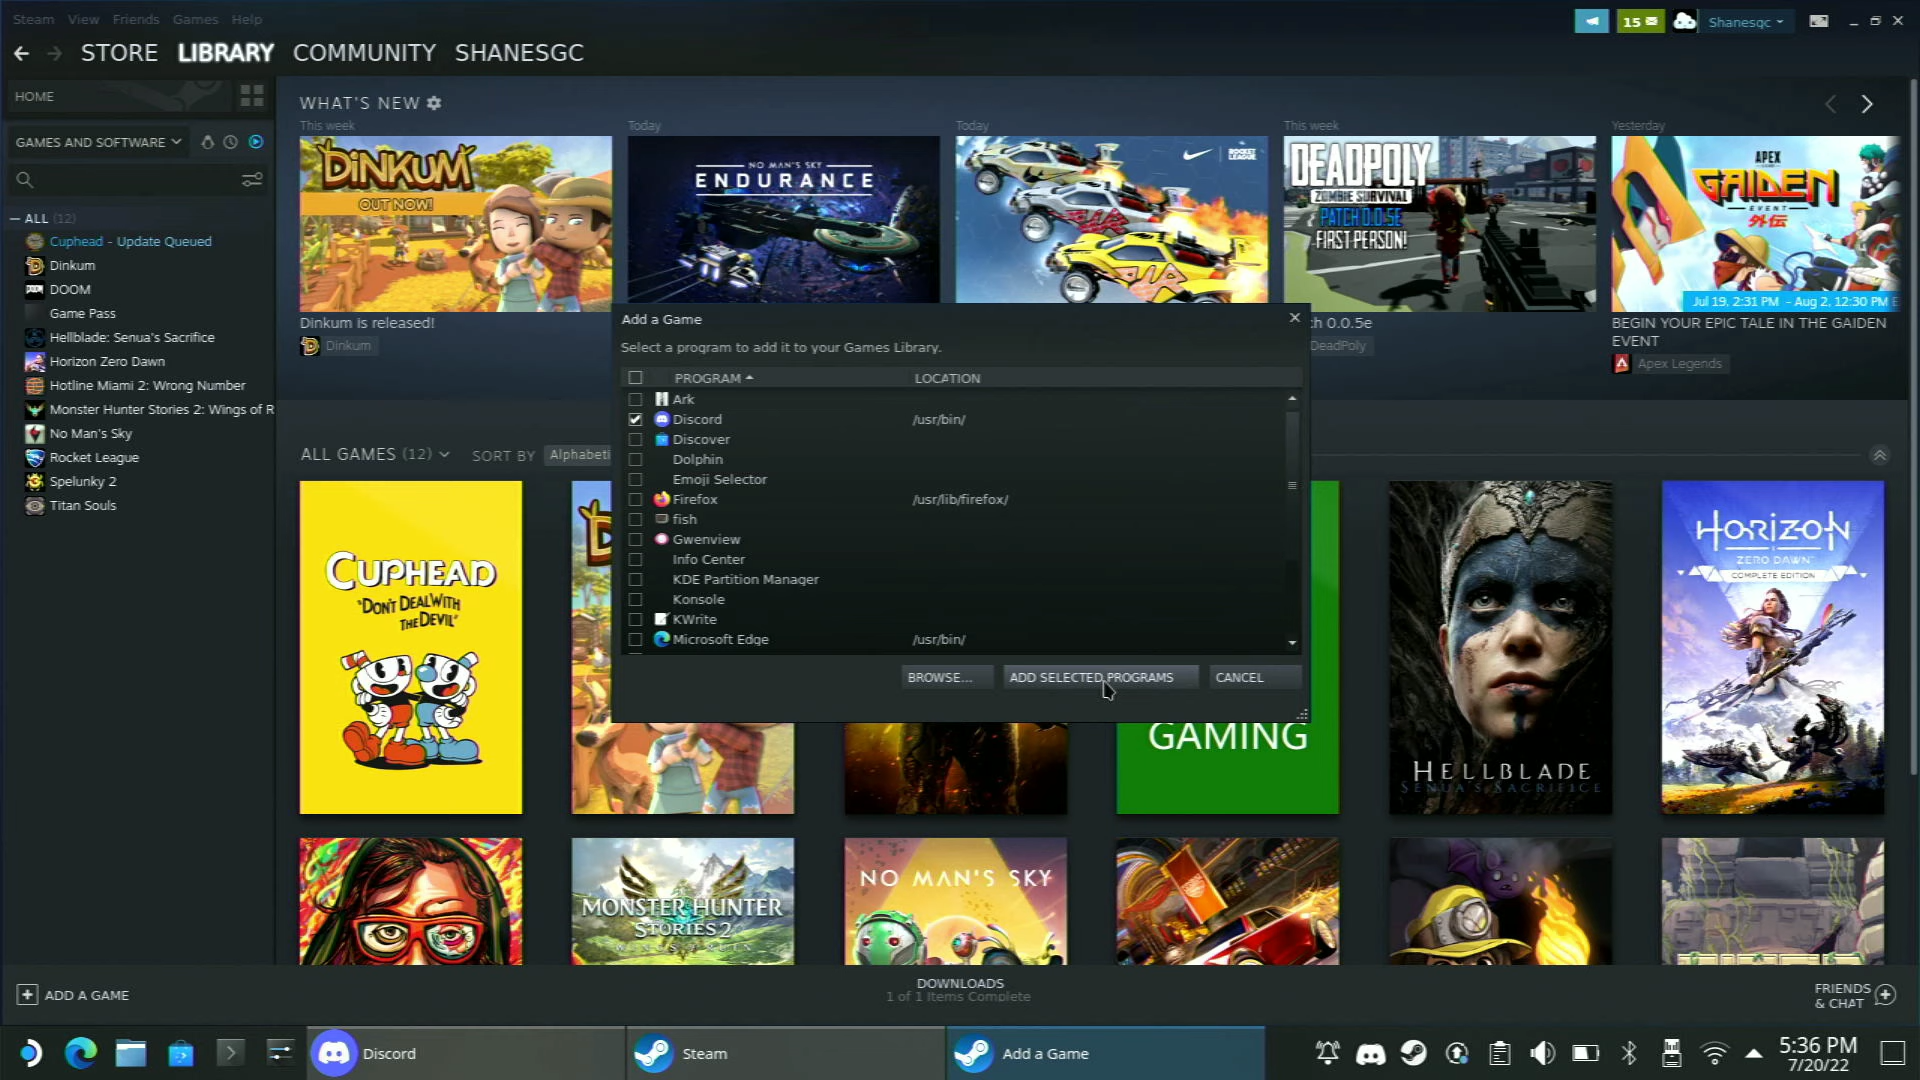 Steam View Friends Games Help
15 Shanesgc
STORE LIBRARY COMMUNITY SHANESGC
HOME
GAMES AND SOFTWARE
ALL (12)
Cuphead - Update Queued
Dinkum
DOOM
Game Pass
Hellblade: Senua's Sacrifice
Horizon Zero Dawn
Hotline Miami 2: Wrong Number
Monster Hunter Stories 2: Wings of R
No Man's Sky
Rocket League
Spelunky 2
Titan Souls
WHAT'S NEW
This week
DINKUM
OUT NOW!
Dinkum is released!
Dinkum
Today
NO MAN'S SKY
ENDURANCE
Today
ROCKET
LEAGUE
This week
DEADPOLY
ZOMBIE SURVIVAL
PATCH 0.0.5E
FIRST PERSON!
ch 0.0.5e
DeadPoly
Yesterday
APEX
GAIDEN
EVENT
外伝
Jul 19, 2:31 PM - Aug 2, 12:30 PM E
BEGIN YOUR EPIC TALE IN THE GAIDEN
EVENT
Apex Legends
Add a Game
Select a program to add it to your Games Library.
PROGRAM LOCATION
Ark
Discord /usr/bin/
Discover
Dolphin
Emoji Selector
Firefox /usr/lib/firefox/
fish
Gwenview
Info Center
KDE Partition Manager
Konsole
KWrite
Microsoft Edge /usr/bin/
BROWSE... ADD SELECTED PROGRAMS CANCEL
ALL GAMES (12) SORT BY Alphabeti
CUPHEAD
"DON'T DEAL WITH
THE DEVIL"
GAMING
HELLBLADE
SENUA'S SACRIFICE
HORIZON
ZERO DAWN
COMPLETE EDITION
MONSTER HUNTER
STORIES 2
WINGS OF RUIN
NO MAN'S SKY
ADD A GAME
DOWNLOADS
1 of 1 Items Complete
FRIENDS
& CHAT
Discord
Steam
Add a Game
5:36 PM
7/20/22